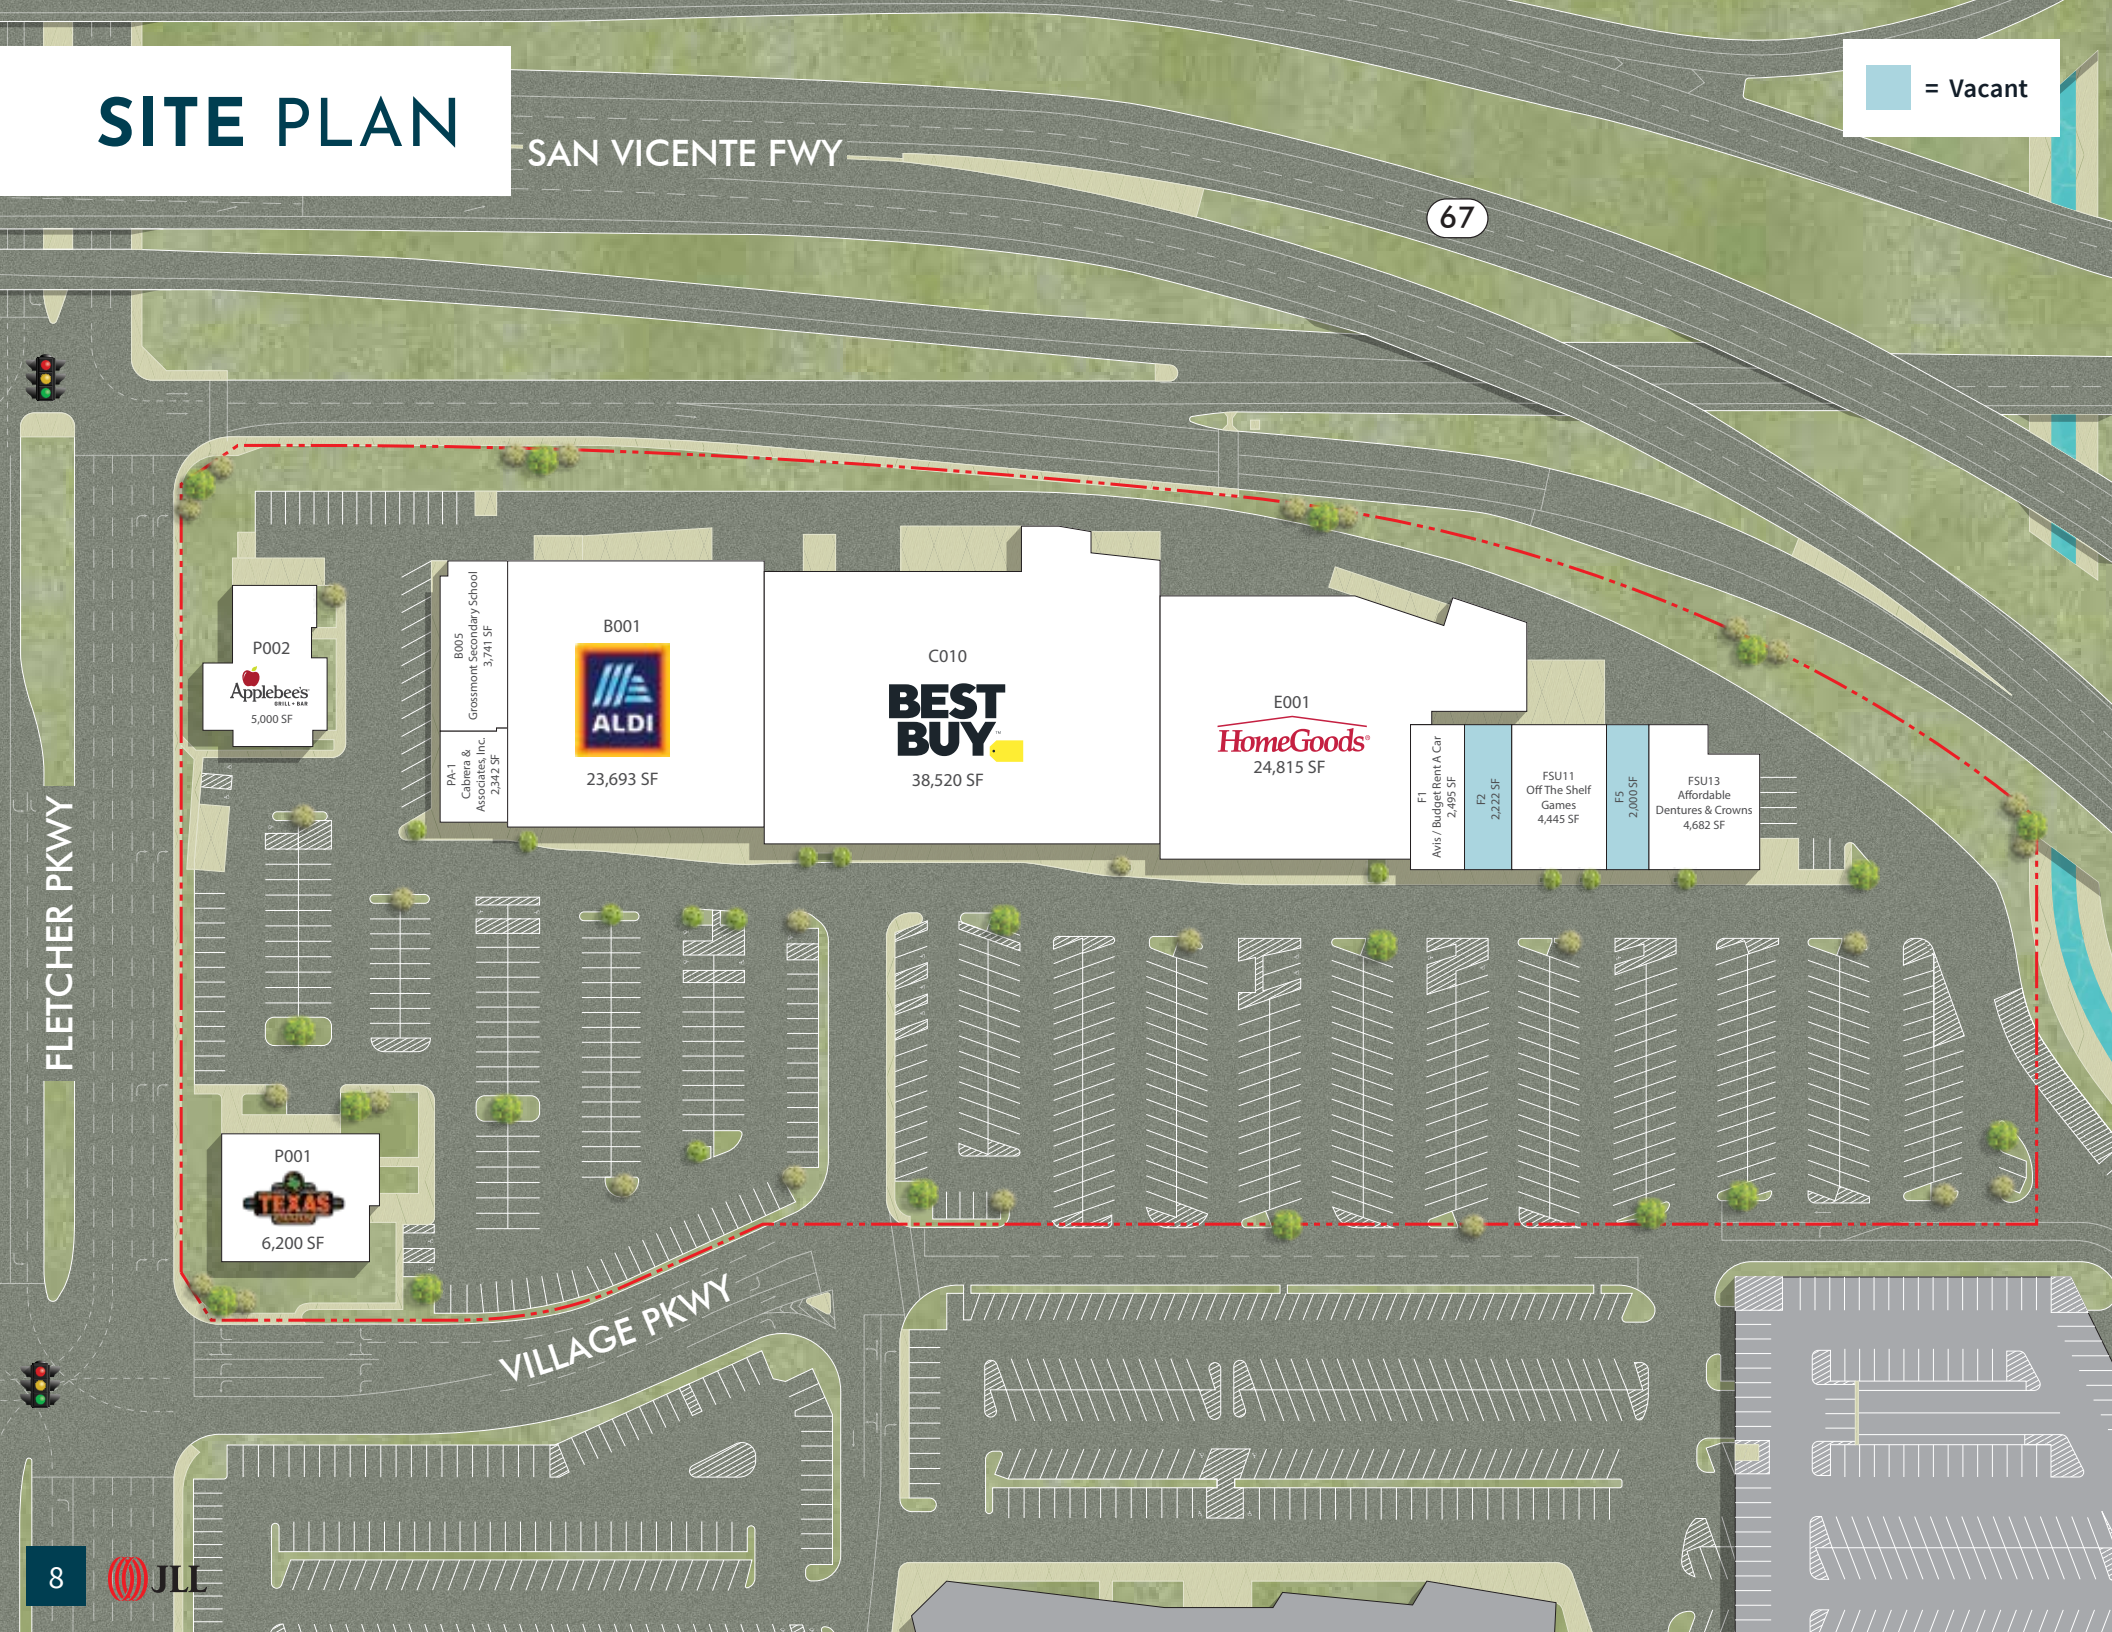 SITE PLAN
= Vacant
SAN VICENTE FWY
67
P002
Applebee's
GRILL + BAR
5,000 SF
B005
Grossmont Secondary School
3,741 SF
PA-1
Cabrera &
Associates, Inc.
2,342 SF
B001
ALDI
23,693 SF
C010
BEST
BUY™
38,520 SF
E001
HomeGoods®
24,815 SF
F1
Avis / Budget Rent A Car
2,495 SF
F2
2,222 SF
FSU11
Off The Shelf
Games
4,445 SF
F5
2,000 SF
FSU13
Affordable
Dentures & Crowns
4,682 SF
FLETCHER PKWY
P001
TEXAS
6,200 SF
VILLAGE PKWY
8
JLL